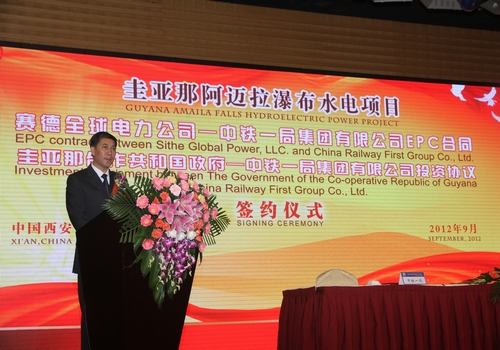 圭亚那阿迈拉瀑布水电项目
GUYANA AMAILA FALLS HYDROELECTRIC POWER PROJECT
赛德全球电力公司—中铁一局集团有限公司EPC合同
EPC contra between Sithe Global Power, LLC. and China Railway First Group Co., Ltd.
圭亚那 作共和国政府—中铁一局集团有限公司投资协议
Investment between The Government of the Co-operative Republic of Guyana
China Railway First Group Co., Ltd.
签约仪式
SIGNING CEREMONY
中国西安
XI'AN,CHINA
2012年9月
SEPTEMBER, 2012